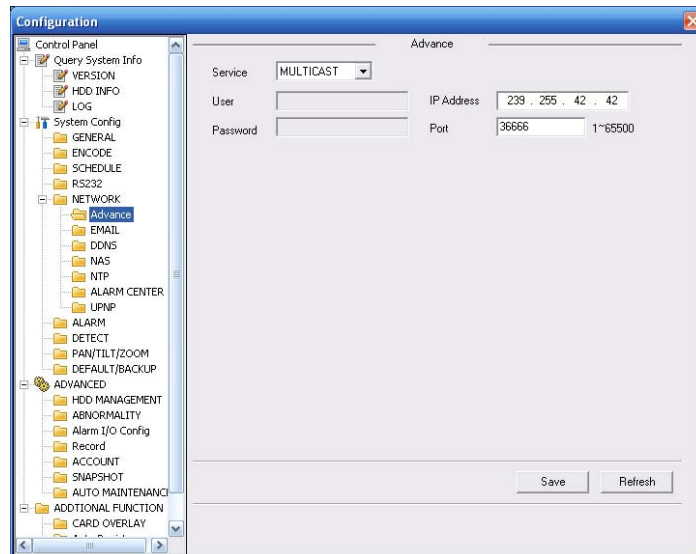 Configuration
Control Panel
Query System Info
VERSION
HDD INFO
LOG
System Config
GENERAL
ENCODE
SCHEDULE
RS232
NETWORK
Advance
EMAIL
DDNS
NAS
NTP
ALARM CENTER
UPNP
ALARM
DETECT
PAN/TILT/ZOOM
DEFAULT/BACKUP
ADVANCED
HDD MANAGEMENT
ABNORMALITY
Alarm I/O Config
Record
ACCOUNT
SNAPSHOT
AUTO MAINTENANC
ADDTIONAL FUNCTION
CARD OVERLAY
Advance
Service MULTICAST
User IP Address 239 . 255 . 42 . 42
Password Port 36666 1~65500
Save Refresh